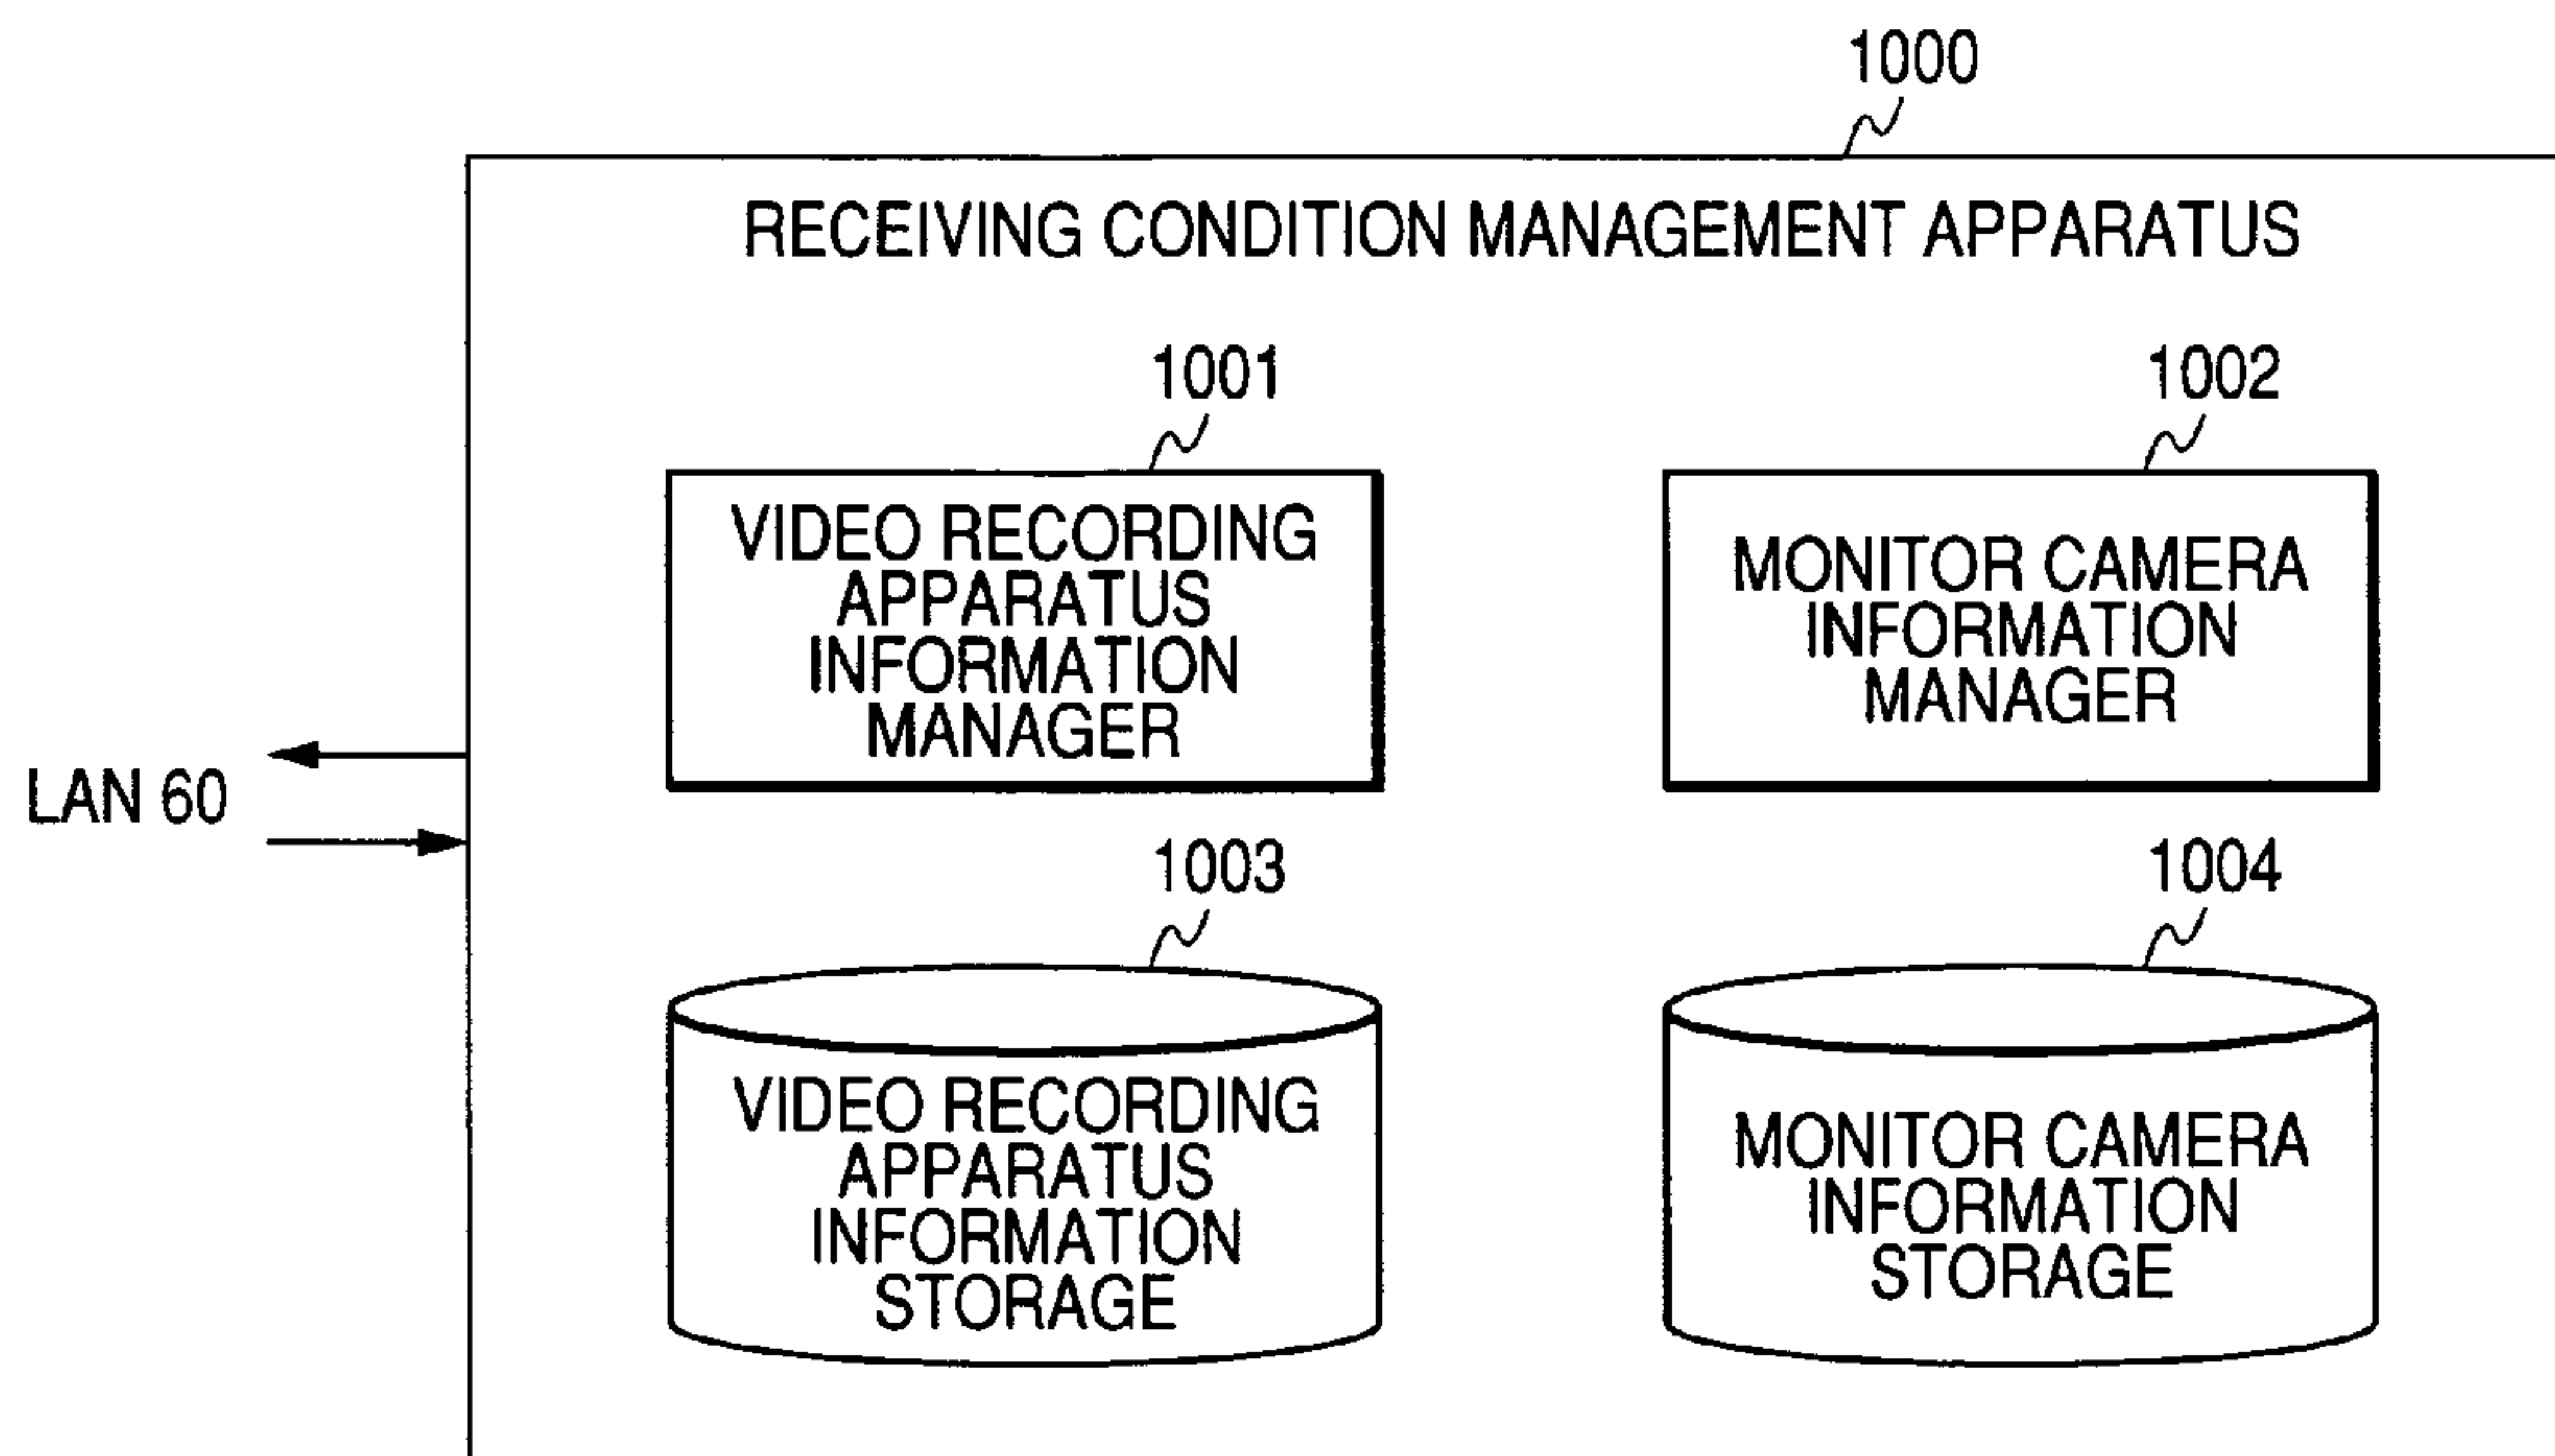 1000
RECEIVING CONDITION MANAGEMENT APPARATUS
1001
VIDEO RECORDING
APPARATUS
INFORMATION
MANAGER
1002
MONITOR CAMERA
INFORMATION
MANAGER
LAN 60
1003
VIDEO RECORDING
APPARATUS
INFORMATION
STORAGE
1004
MONITOR CAMERA
INFORMATION
STORAGE